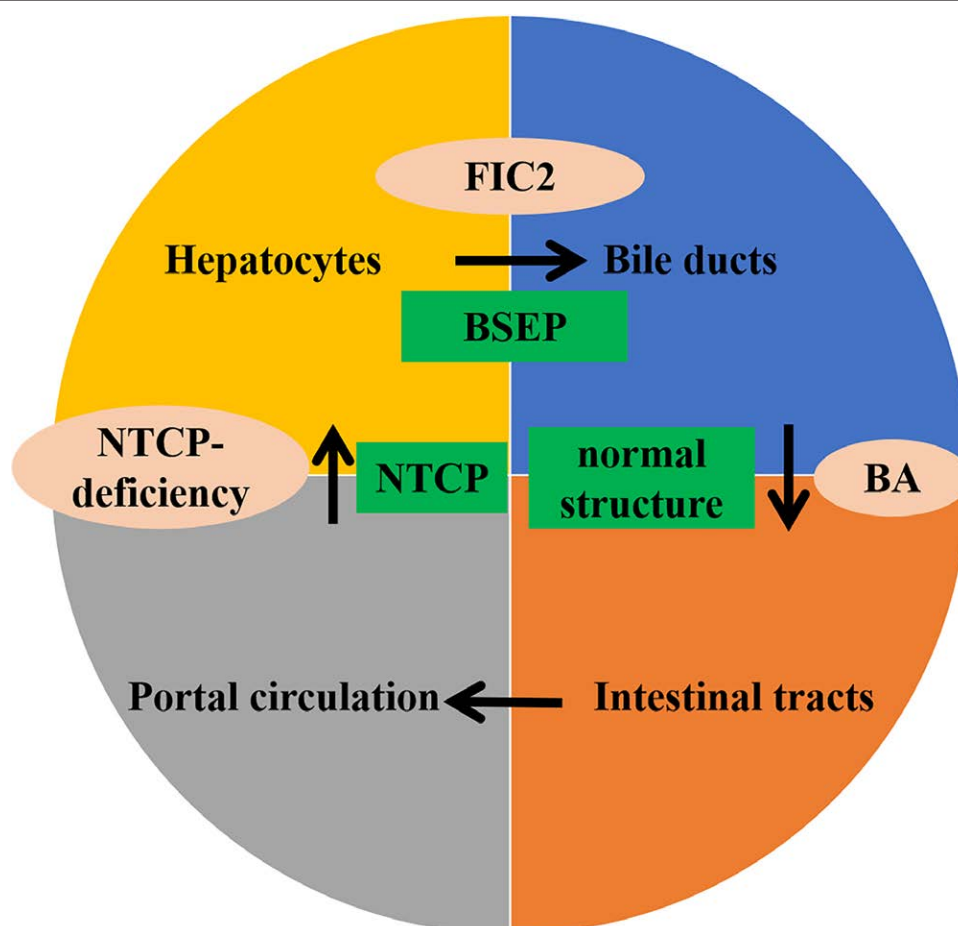 FIC2
Hepatocytes
Bile ducts
BSEP
NTCP-
deficiency
NTCP
normal
structure
BA
Portal circulation
Intestinal tracts